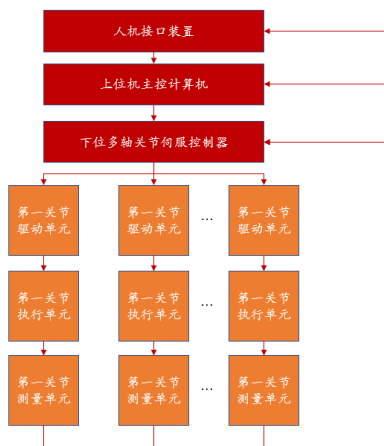 人机接口装置
上位机主控计算机
下位多轴关节伺服控制器
第一关节
驱动单元
第一关节
驱动单元
...
第一关节
驱动单元
第一关节
执行单元
第一关节
执行单元
...
第一关节
执行单元
第一关节
测量单元
第一关节
测量单元
...
第一关节
测量单元